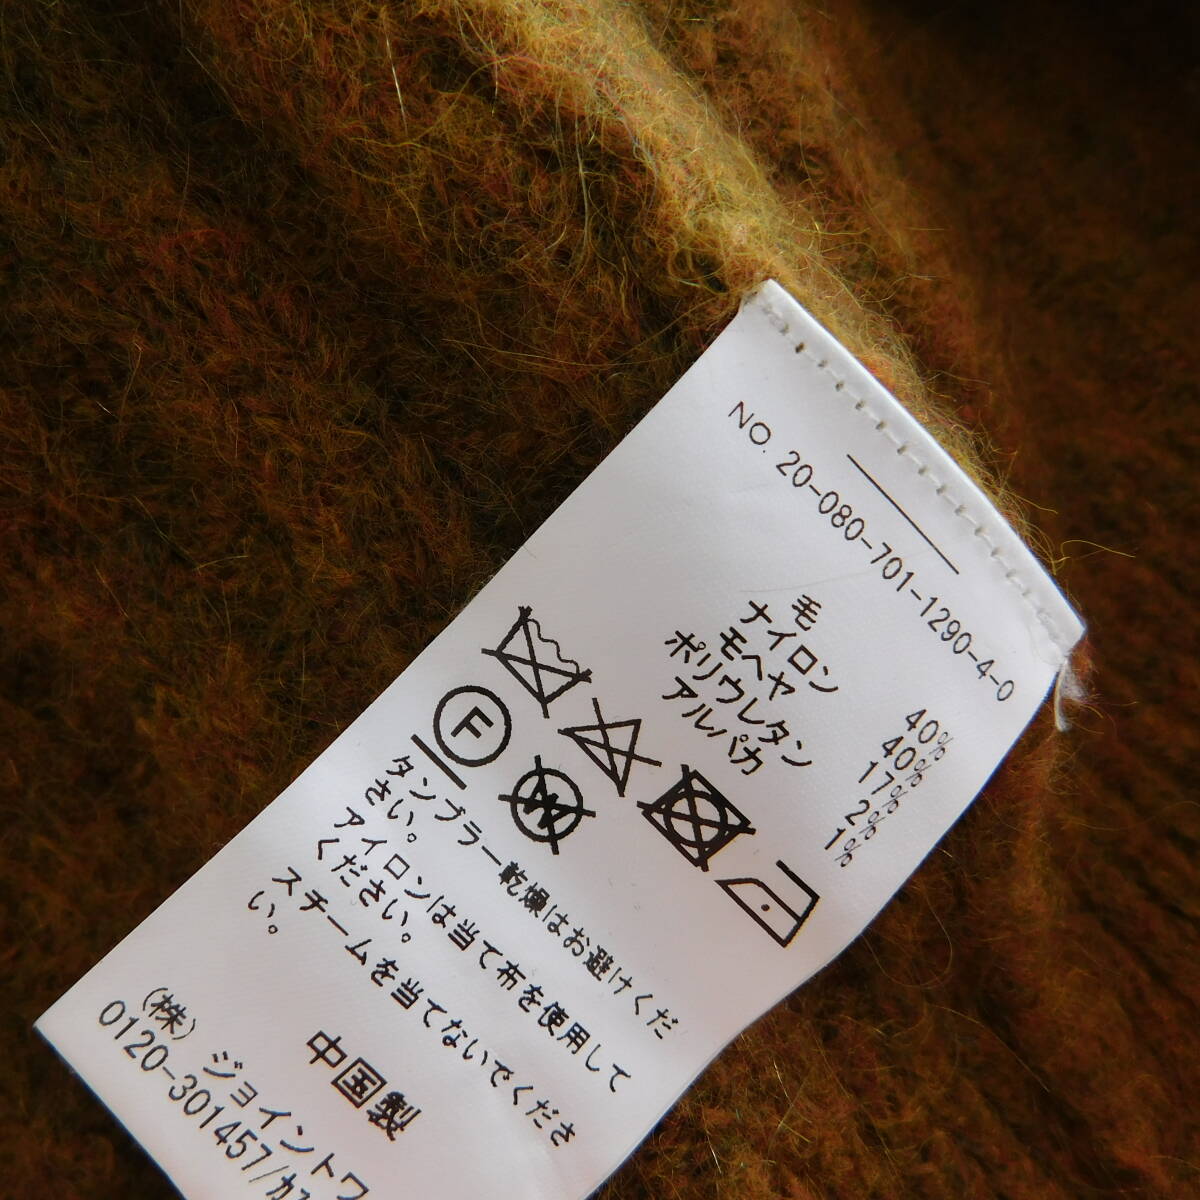 NO. 20-080-701-1290-4-0
毛 40%
ナイロン 40%
モヘヤ 17%
ポリウレタン 2%
アルパカ 1%
F
W
タンブラー乾燥はお避けくだ
さい。
アイロンは当て布を使用して
ください。
スチームを当てないでくださ
い。
中国製
(株) ジョイントワ
0120-301457/カス